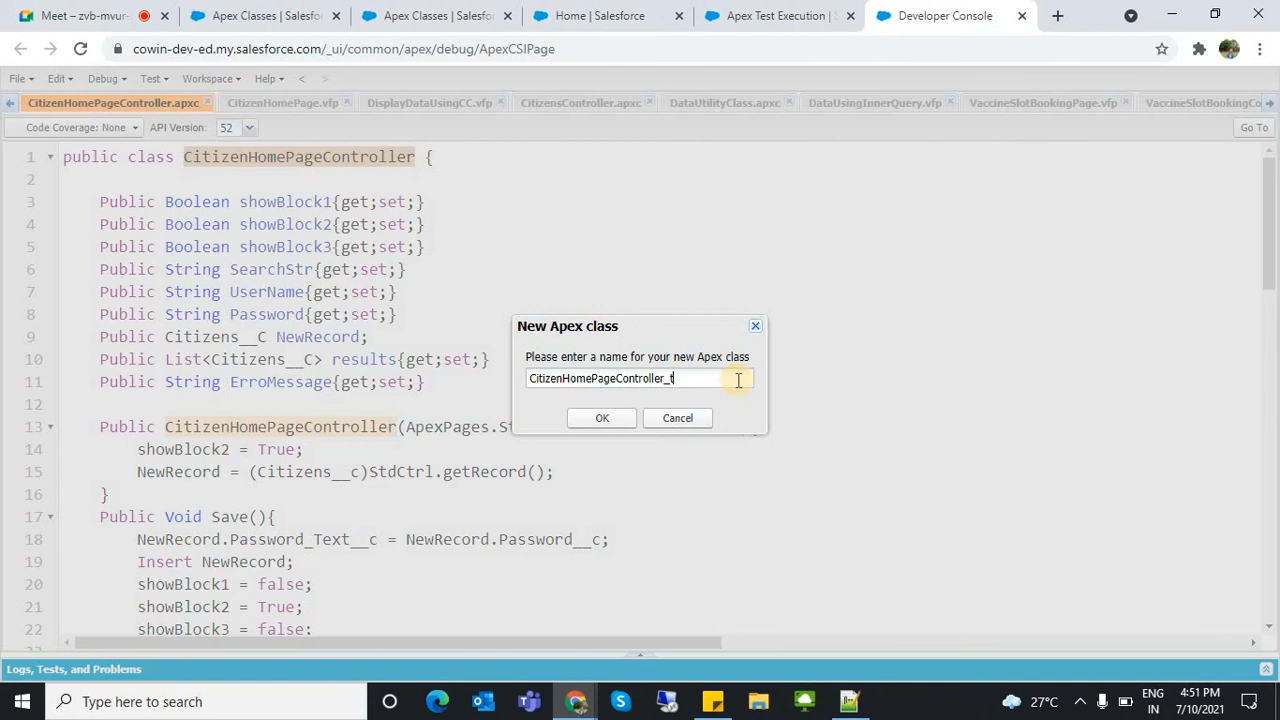 Meet – zvb-mvur-
Apex Classes | Salesforce
Apex Classes | Salesforce
Home | Salesforce
Apex Test Execution | S
Developer Console
cowin-dev-ed.my.salesforce.com/_ui/common/apex/debug/ApexCSIPage
File Edit Debug Test Workspace Help < >
CitizenHomePageController.apxc CitizenHomePage.vfp DisplayDataUsingCC.vfp CitizensController.apxc DataUtilityClass.apxc DataUsingInnerQuery.vfp VaccineSlotBookingPage.vfp VaccineSlotBookingCo
Code Coverage: None API Version: 52 Go To
1 public class CitizenHomePageController {
2
3 Public Boolean showBlock1{get;set;}
4 Public Boolean showBlock2{get;set;}
5 Public Boolean showBlock3{get;set;}
6 Public String SearchStr{get;set;}
7 Public String UserName{get;set;}
8 Public String Password{get;set;}
9 Public Citizens__C NewRecord;
10 Public List<Citizens__C> results{get;set;}
11 Public String ErroMessage{get;set;}
12
13 Public CitizenHomePageController(ApexPages.St
14 showBlock2 = True;
15 NewRecord = (Citizens__c)StdCtrl.getRecord();
16 }
17 Public Void Save(){
18 NewRecord.Password_Text__c = NewRecord.Password__c;
19 Insert NewRecord;
20 showBlock1 = false;
21 showBlock2 = True;
22 showBlock3 = false;
New Apex class
Please enter a name for your new Apex class
CitizenHomePageController_t
OK Cancel
Logs, Tests, and Problems
Type here to search
27°C
ENG
IN
4:51 PM
7/10/2021